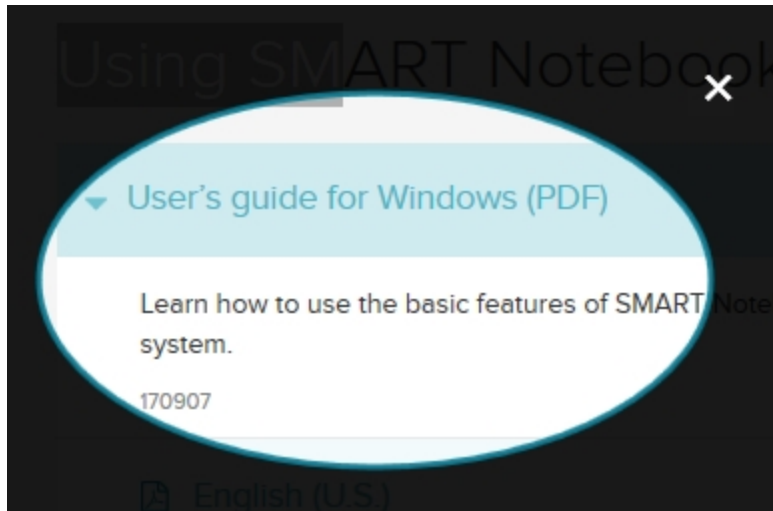 Using SMART Notebook
User's guide for Windows (PDF)
Learn how to use the basic features of SMART Note
system.
170907
English (U.S.)